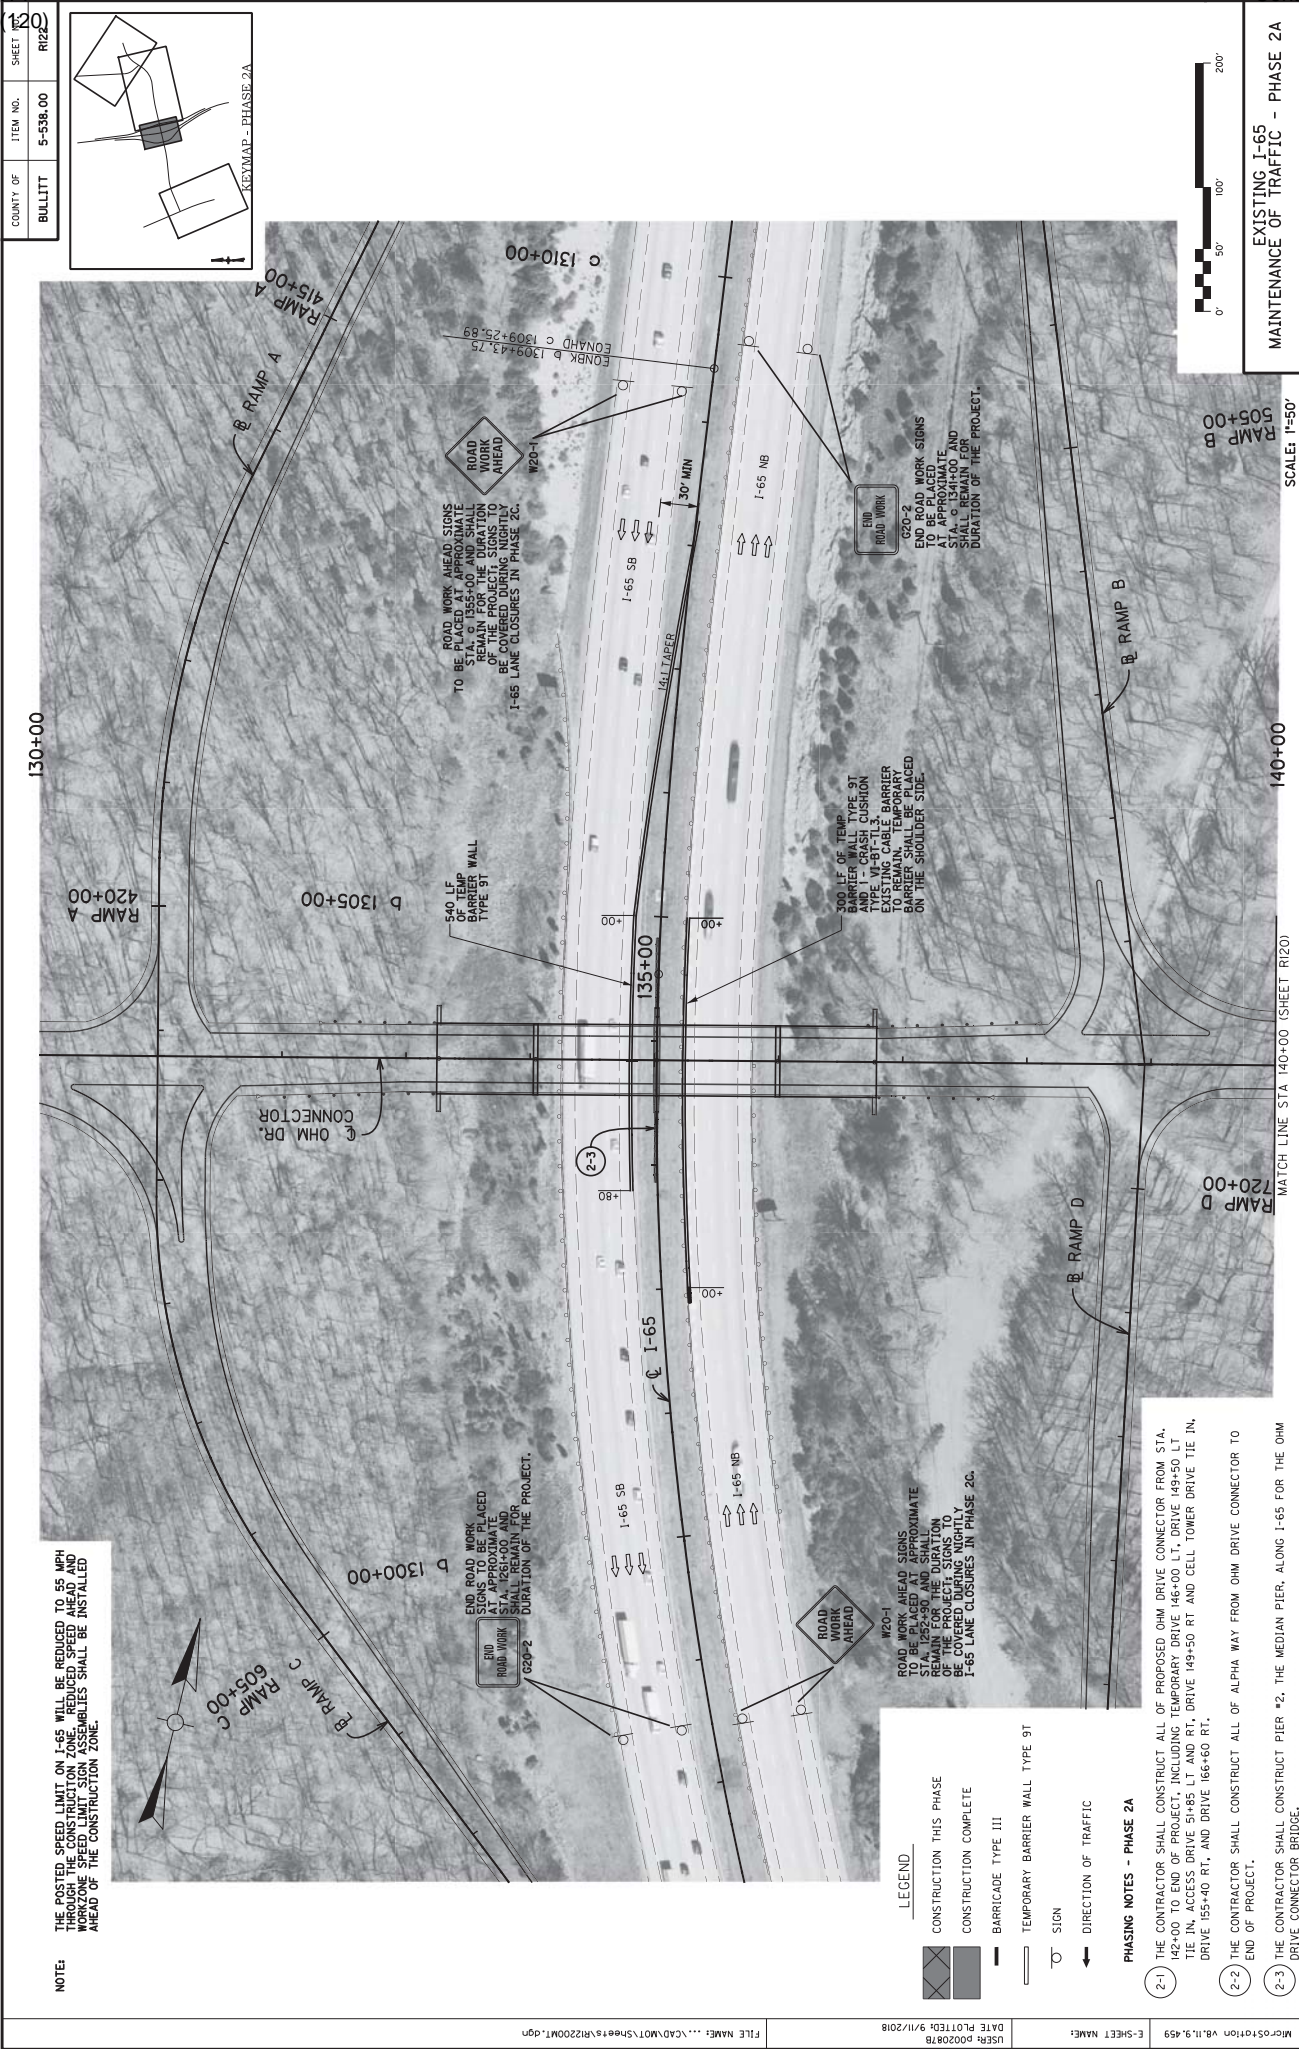 (120)
COUNTY OF
ITEM NO.
SHEET NO.
BULLITT
5-538.00
R122
KEYMAP - PHASE 2A
NOTE:
THE POSTED SPEED LIMIT ON I-65 WILL BE REDUCED TO 55 MPH
THROUGH THE CONSTRUCITON ZONE. REDUCED SPEED AHEAD AND
WORKZONE SPEED LIMIT SIGN ASSEMBLIES SHALL BE INSTALLED
AHEAD OF THE CONSTRUCTION ZONE.
130+00
RAMP A
415+00
℄ RAMP A
RAMP A
420+00
b 1305+00
c 1310+00
EQNBK b 1309+43.75
EQNAHD c 1309+25.89
ROAD
WORK
AHEAD
W20-1
ROAD WORK AHEAD SIGNS
TO BE PLACED AT APPROXIMATE
STA. c 1355+00 AND SHALL
REMAIN FOR THE DURATION
OF THE PROJECT; SIGNS TO
BE COVERED DURING NIGHTLY
I-65 LANE CLOSURES IN PHASE 2C.
540 LF
OF TEMP
BARRIER WALL
TYPE 9T
℄ OHM DR.
CONNECTOR
2-3
+80
+00
135+00
14:1 TAPER
30' MIN
I-65 SB
I-65 NB
+00
+00
END
ROAD WORK
G20-2
END ROAD WORK SIGNS
TO BE PLACED
AT APPROXIMATE
STA. c 1341+00 AND
SHALL REMAIN FOR
DURATION OF THE PROJECT.
300 LF OF TEMP
BARRIER WALL TYPE 9T
AND 1 - CRASH CUSHION
TYPE VI-BT-TL3.
EXISTING CABLE BARRIER
TO REMAIN. TEMPORARY
BARRIER SHALL BE PLACED
ON THE SHOULDER SIDE.
℄ I-65
I-65 SB
I-65 NB
b 1300+00
RAMP C
605+00
℄ RAMP C
END
ROAD WORK
G20-2
END ROAD WORK
SIGNS TO BE PLACED
AT APPROXIMATE
STA. 1261+00 AND
SHALL REMAIN FOR
DURATION OF THE PROJECT.
ROAD
WORK
AHEAD
W20-1
ROAD WORK AHEAD SIGNS
TO BE PLACED AT APPROXIMATE
STA. 1252+90 AND SHALL
REMAIN FOR THE DURATION
OF THE PROJECT; SIGNS TO
BE COVERED DURING NIGHTLY
I-65 LANE CLOSURES IN PHASE 2C.
℄ RAMP B
RAMP B
505+00
℄ RAMP D
RAMP D
720+00
140+00
MATCH LINE STA 140+00 (SHEET R120)
LEGEND
CONSTRUCTION THIS PHASE
CONSTRUCTION COMPLETE
BARRICADE TYPE III
TEMPORARY BARRIER WALL TYPE 9T
SIGN
DIRECTION OF TRAFFIC
PHASING NOTES - PHASE 2A
2-1 THE CONTRACTOR SHALL CONSTRUCT ALL OF PROPOSED OHM DRIVE CONNECTOR FROM STA.
142+00 TO END OF PROJECT, INCLUDING TEMPORARY DRIVE 146+00 LT, DRIVE 149+50 LT
TIE IN, ACCESS DRIVE 51+85 LT AND RT, DRIVE 149+50 RT AND CELL TOWER DRIVE TIE IN,
DRIVE 155+40 RT, AND DRIVE 166+60 RT.
2-2 THE CONTRACTOR SHALL CONSTRUCT ALL OF ALPHA WAY FROM OHM DRIVE CONNECTOR TO
END OF PROJECT.
2-3 THE CONTRACTOR SHALL CONSTRUCT PIER #2, THE MEDIAN PIER, ALONG I-65 FOR THE OHM
DRIVE CONNECTOR BRIDGE.
0'
50'
100'
200'
SCALE: 1"=50'
EXISTING I-65
MAINTENANCE OF TRAFFIC - PHASE 2A
MicroStation v8.11.9.459
E-SHEET NAME:
USER: p002087B
DATE PLOTTED: 9/11/2018
FILE NAME: ...\CAD\MOT\Sheets\R12200MT.dgn